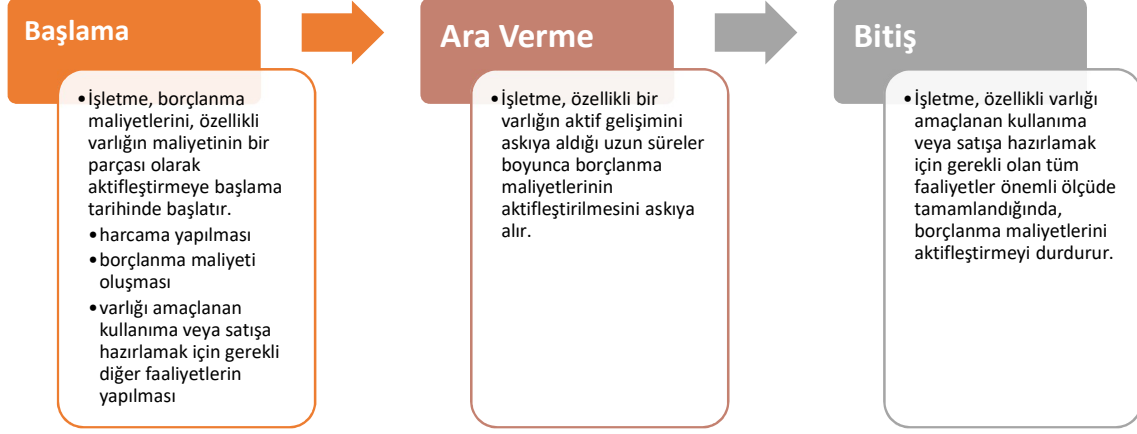 Başlama
•İşletme, borçlanma
maliyetlerini, özellikli
varlığın maliyetinin bir
parçası olarak
aktifleştirmeye başlama
tarihinde başlatır.
•harcama yapılması
•borçlanma maliyeti
oluşması
•varlığı amaçlanan
kullanıma veya satışa
hazırlamak için gerekli
diğer faaliyetlerin
yapılması
Ara Verme
•İşletme, özellikli bir
varlığın aktif gelişimini
askıya aldığı uzun süreler
boyunca borçlanma
maliyetlerinin
aktifleştirilmesini askıya
alır.
Bitiş
•İşletme, özellikli varlığı
amaçlanan kullanıma
veya satışa hazırlamak
için gerekli olan tüm
faaliyetler önemli ölçüde
tamamlandığında,
borçlanma maliyetlerini
aktifleştirmeyi durdurur.